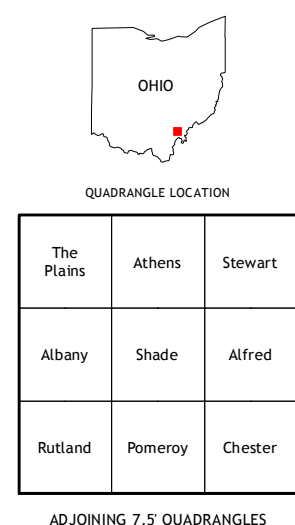 OHIO
QUADRANGLE LOCATION
The
Plains
Athens
Stewart
Albany
Shade
Alfred
Rutland
Pomeroy
Chester
ADJOINING 7.5' QUADRANGLES